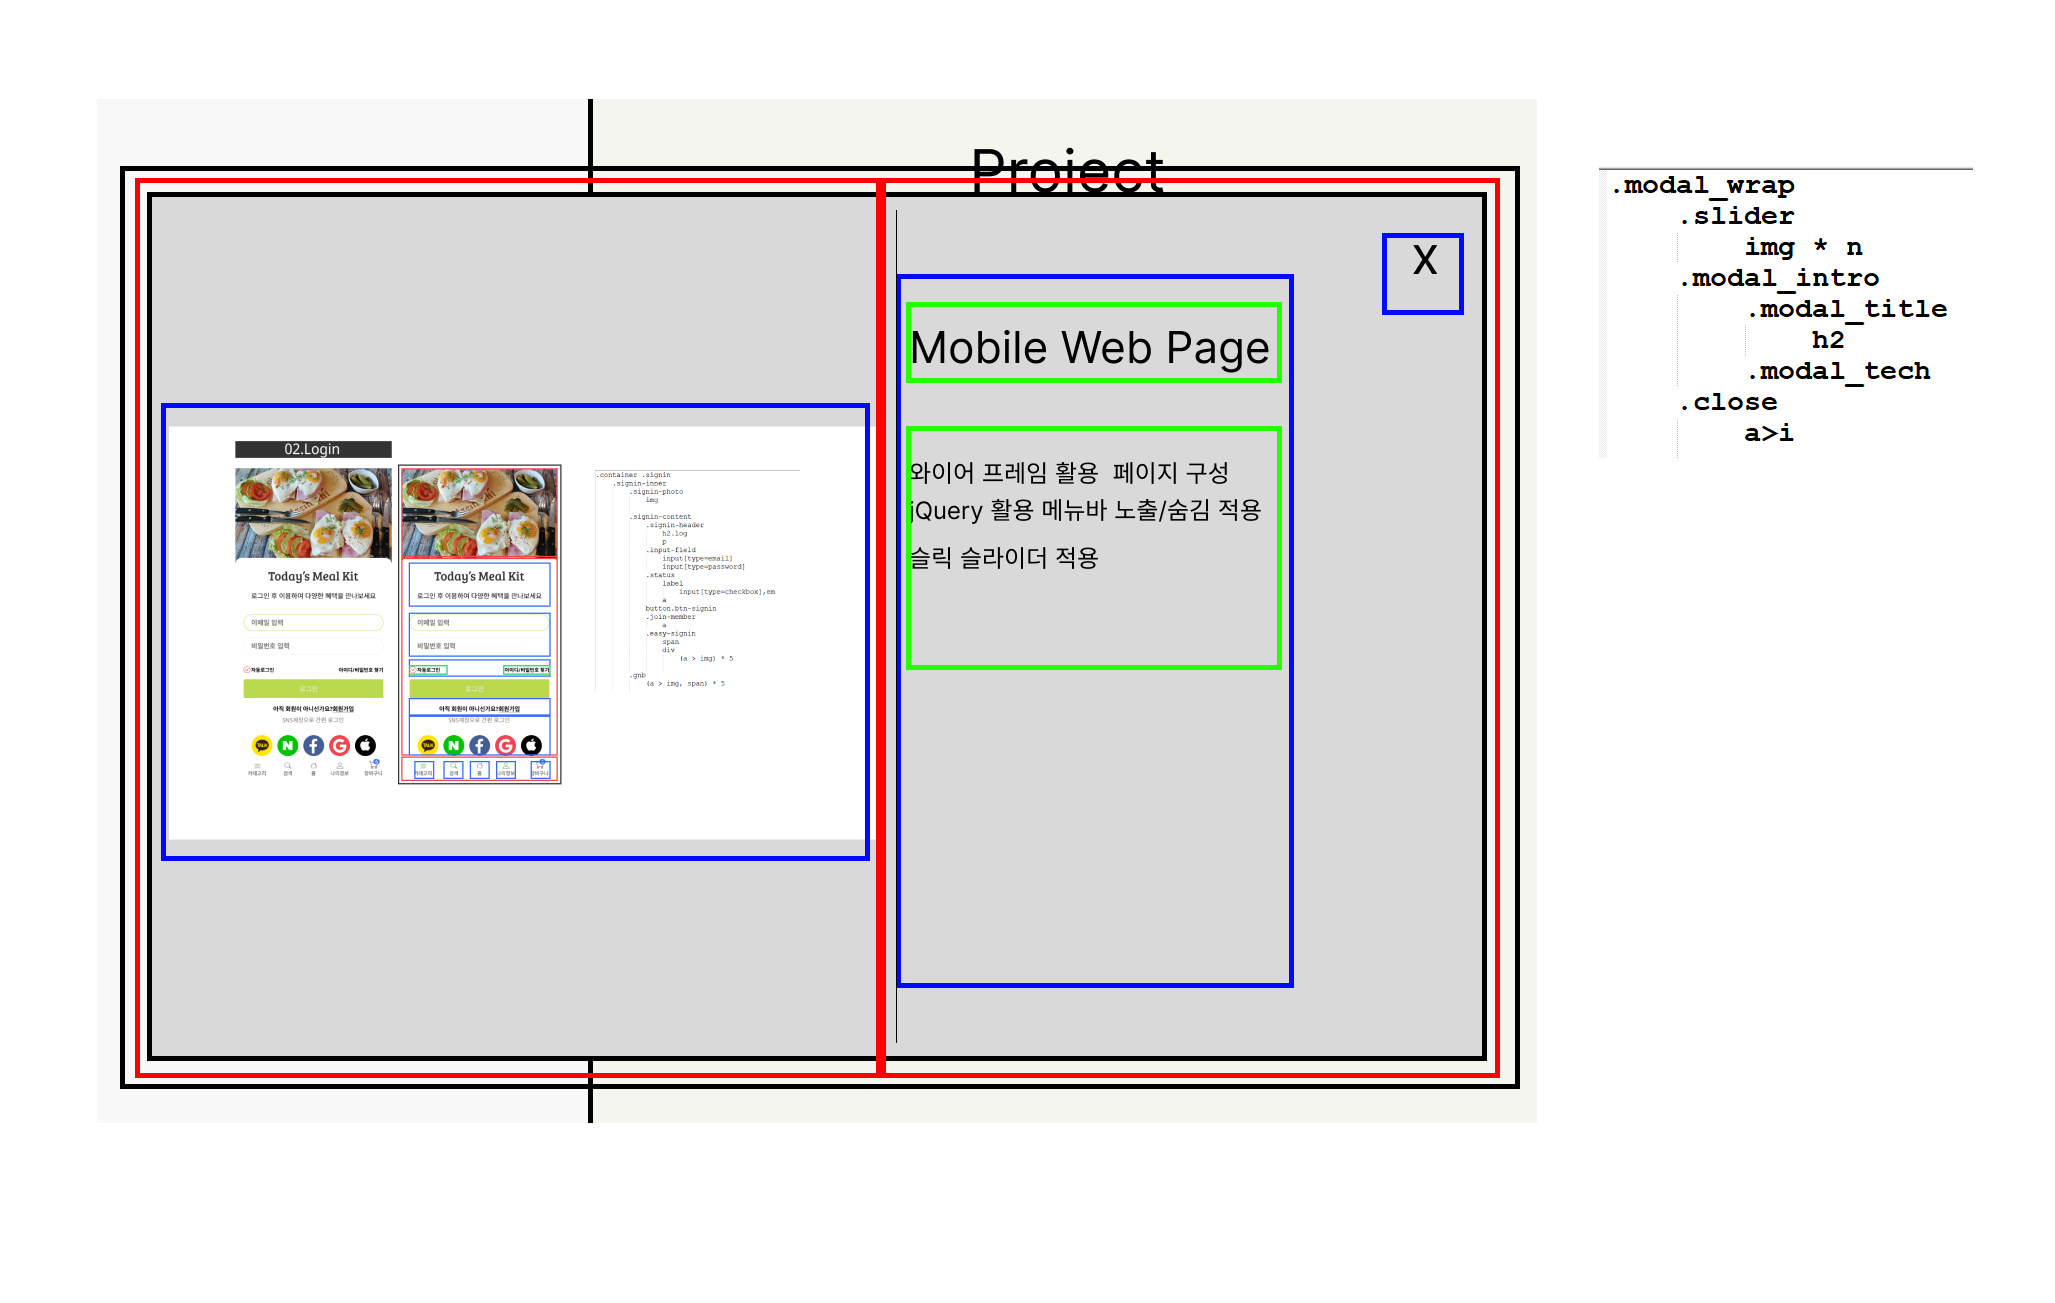 Project
X
Mobile Web Page
와이어 프레임 활용  페이지 구성
jQuery 활용 메뉴바 노출/숨김 적용
슬릭 슬라이더 적용
02.Login
Today's Meal Kit
로그인 후 이용하여 다양한 혜택을 만나보세요
이메일 입력
비밀번호 입력
자동로그인 아이디/비밀번호 찾기
로그인
아직 회원이 아니신가요?회원가입
SNS계정으로 간편 로그인
TALK N f G
카테고리 검색 홈 나의정보 장바구니
Today's Meal Kit
로그인 후 이용하여 다양한 혜택을 만나보세요
이메일 입력
비밀번호 입력
자동로그인 아이디/비밀번호 찾기
로그인
아직 회원이 아니신가요?회원가입
SNS계정으로 간편 로그인
TALK N f G
카테고리 검색 홈 나의정보 장바구니
.container .signin
.signin-inner
.signin-photo
img
.signin-content
.signin-header
h2.log
p
.input-field
input[type=email]
input[type=password]
.status
label
input[type=checkbox],em
a
button.btn-signin
.join-member
a
.easy-signin
span
div
(a > img) * 5
.gnb
(a > img, span) * 5
.modal_wrap
.slider
img * n
.modal_intro
.modal_title
h2
.modal_tech
.close
a>i